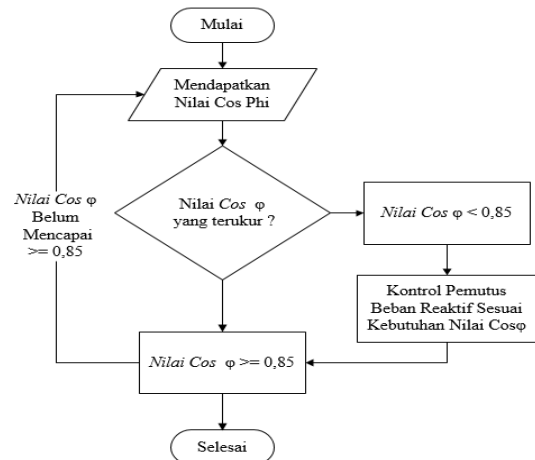 Mulai
Mendapatkan
Nilai Cos Phi
Nilai Cos φ
yang terukur ?
Nilai Cos φ < 0,85
Nilai Cos φ
Belum
Mencapai
>= 0,85
Kontrol Pemutus
Beban Reaktif Sesuai
Kebutuhan Nilai Cosφ
Nilai Cos φ >= 0,85
Selesai